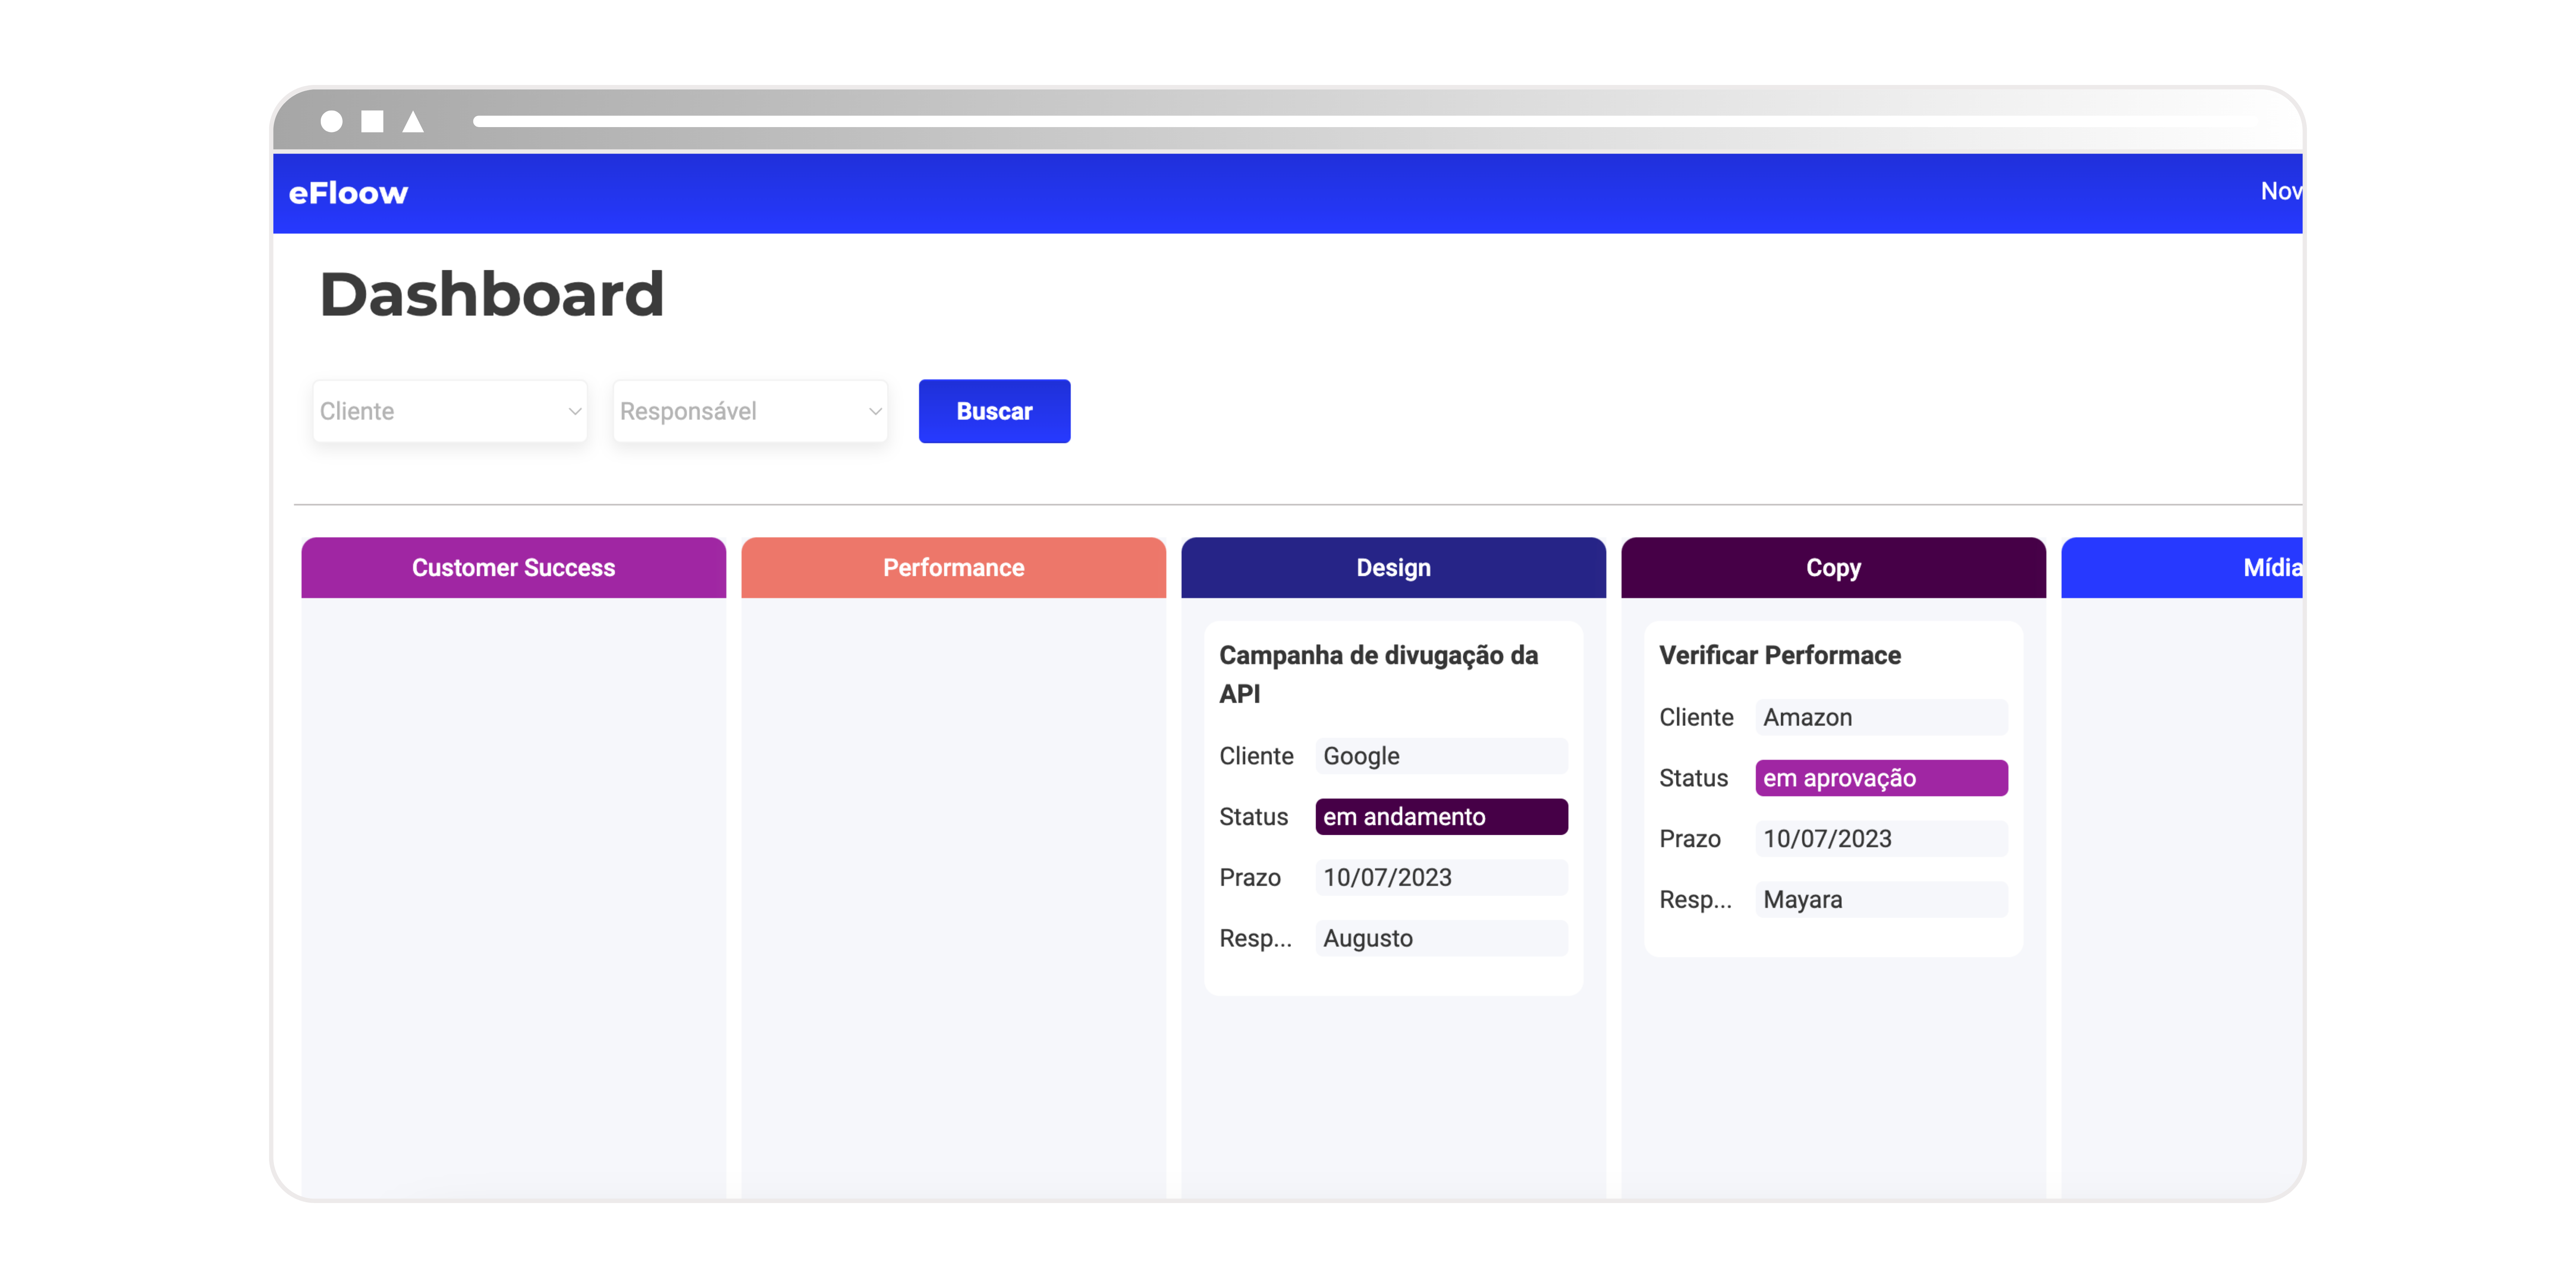 eFloow
Nov
Dashboard
Cliente
Responsável
Buscar
Customer Success
Performance
Design
Copy
Mídia
Campanha de divugação da
API
Cliente Google
Status em andamento
Prazo 10/07/2023
Resp... Augusto
Verificar Performace
Cliente Amazon
Status em aprovação
Prazo 10/07/2023
Resp... Mayara